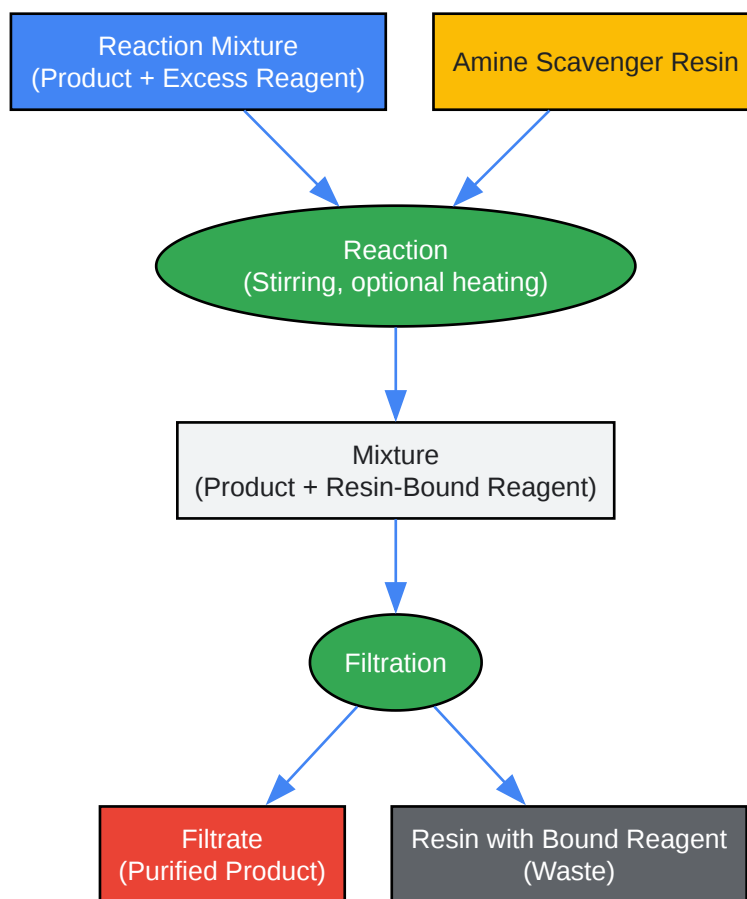 Reaction Mixture
(Product + Excess Reagent)
Amine Scavenger Resin
Reaction
(Stirring, optional heating)
Mixture
(Product + Resin-Bound Reagent)
Filtration
Filtrate
(Purified Product)
Resin with Bound Reagent
(Waste)